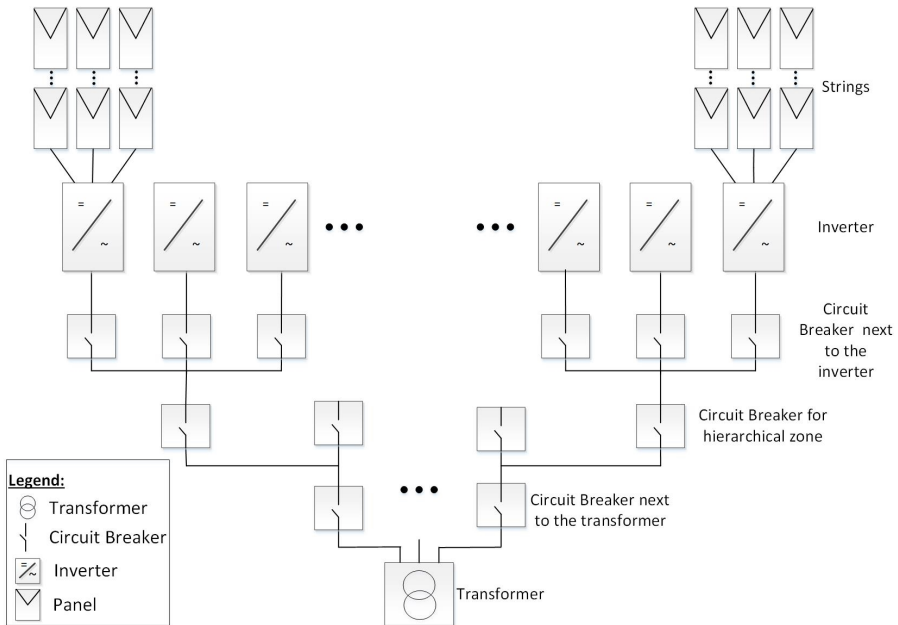 Strings
=
~
=
~
=
~
=
~
=
~
=
~
Inverter
Circuit
Breaker next
to the
inverter
Circuit Breaker for
hierarchical zone
Circuit Breaker next
to the transformer
Transformer
Legend:
Transformer
Circuit Breaker
=
~
Inverter
Panel